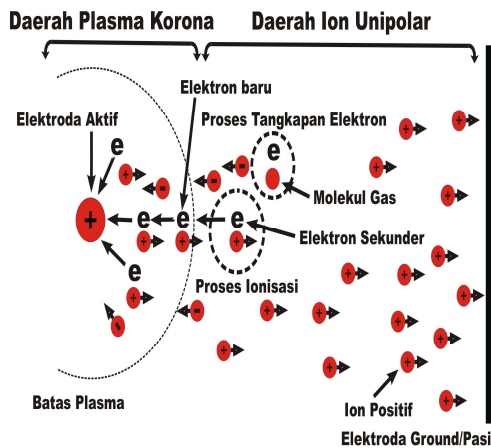 Daerah Plasma Korona
Daerah Ion Unipolar
Elektron baru
Elektroda Aktif
Proses Tangkapan Elektron
e
e
Molekul Gas
+
e
e
e
Elektron Sekunder
e
Proses Ionisasi
Batas Plasma
Ion Positif
Elektroda Ground/Pasi